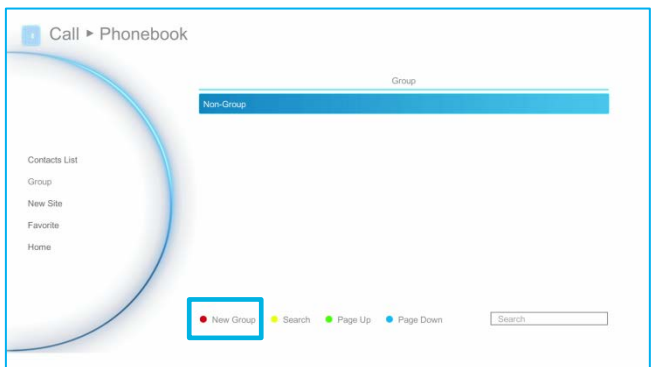 Call ▸ Phonebook
Group
Non-Group
Contacts List
Group
New Site
Favorite
Home
New Group Search Page Up Page Down Search